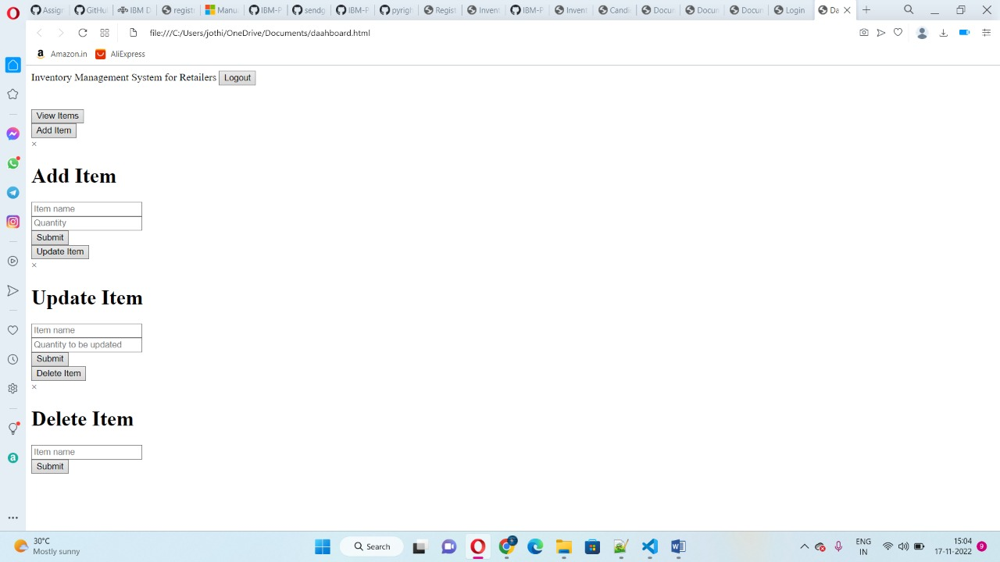 Assigr
GitHul
IBM D
registr
Manu
IBM-P
sendg
IBM-P
pyrigh
Regist
Invent
IBM-P
Invent
Candi
Docun
Docun
Docun
Login
Da
file:///C:/Users/jothi/OneDrive/Documents/daahboard.html
Amazon.in AliExpress
Inventory Management System for Retailers Logout
View Items
Add Item
×
Add Item
Item name
Quantity
Submit
Update Item
×
Update Item
Item name
Quantity to be updated
Submit
Delete Item
×
Delete Item
Item name
Submit
30°C
Mostly sunny
Search
ENG
IN
15:04
17-11-2022
9